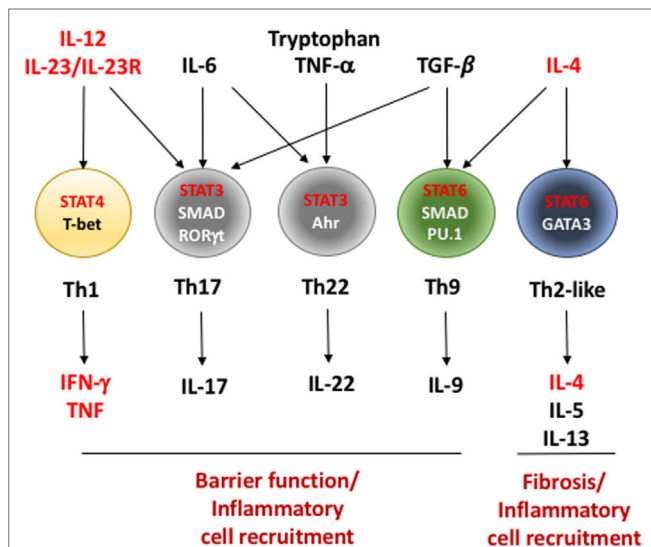 IL-12
IL-23/IL-23R
IL-6
Tryptophan
TNF-α
TGF-β
IL-4
STAT4
T-bet
STAT3
SMAD
RORγt
STAT3
Ahr
STAT6
SMAD
PU.1
STAT6
GATA3
Th1
Th17
Th22
Th9
Th2-like
IFN-γ
TNF
IL-17
IL-22
IL-9
IL-4
IL-5
IL-13
Barrier function/
Inflammatory
cell recruitment
Fibrosis/
Inflammatory
cell recruitment